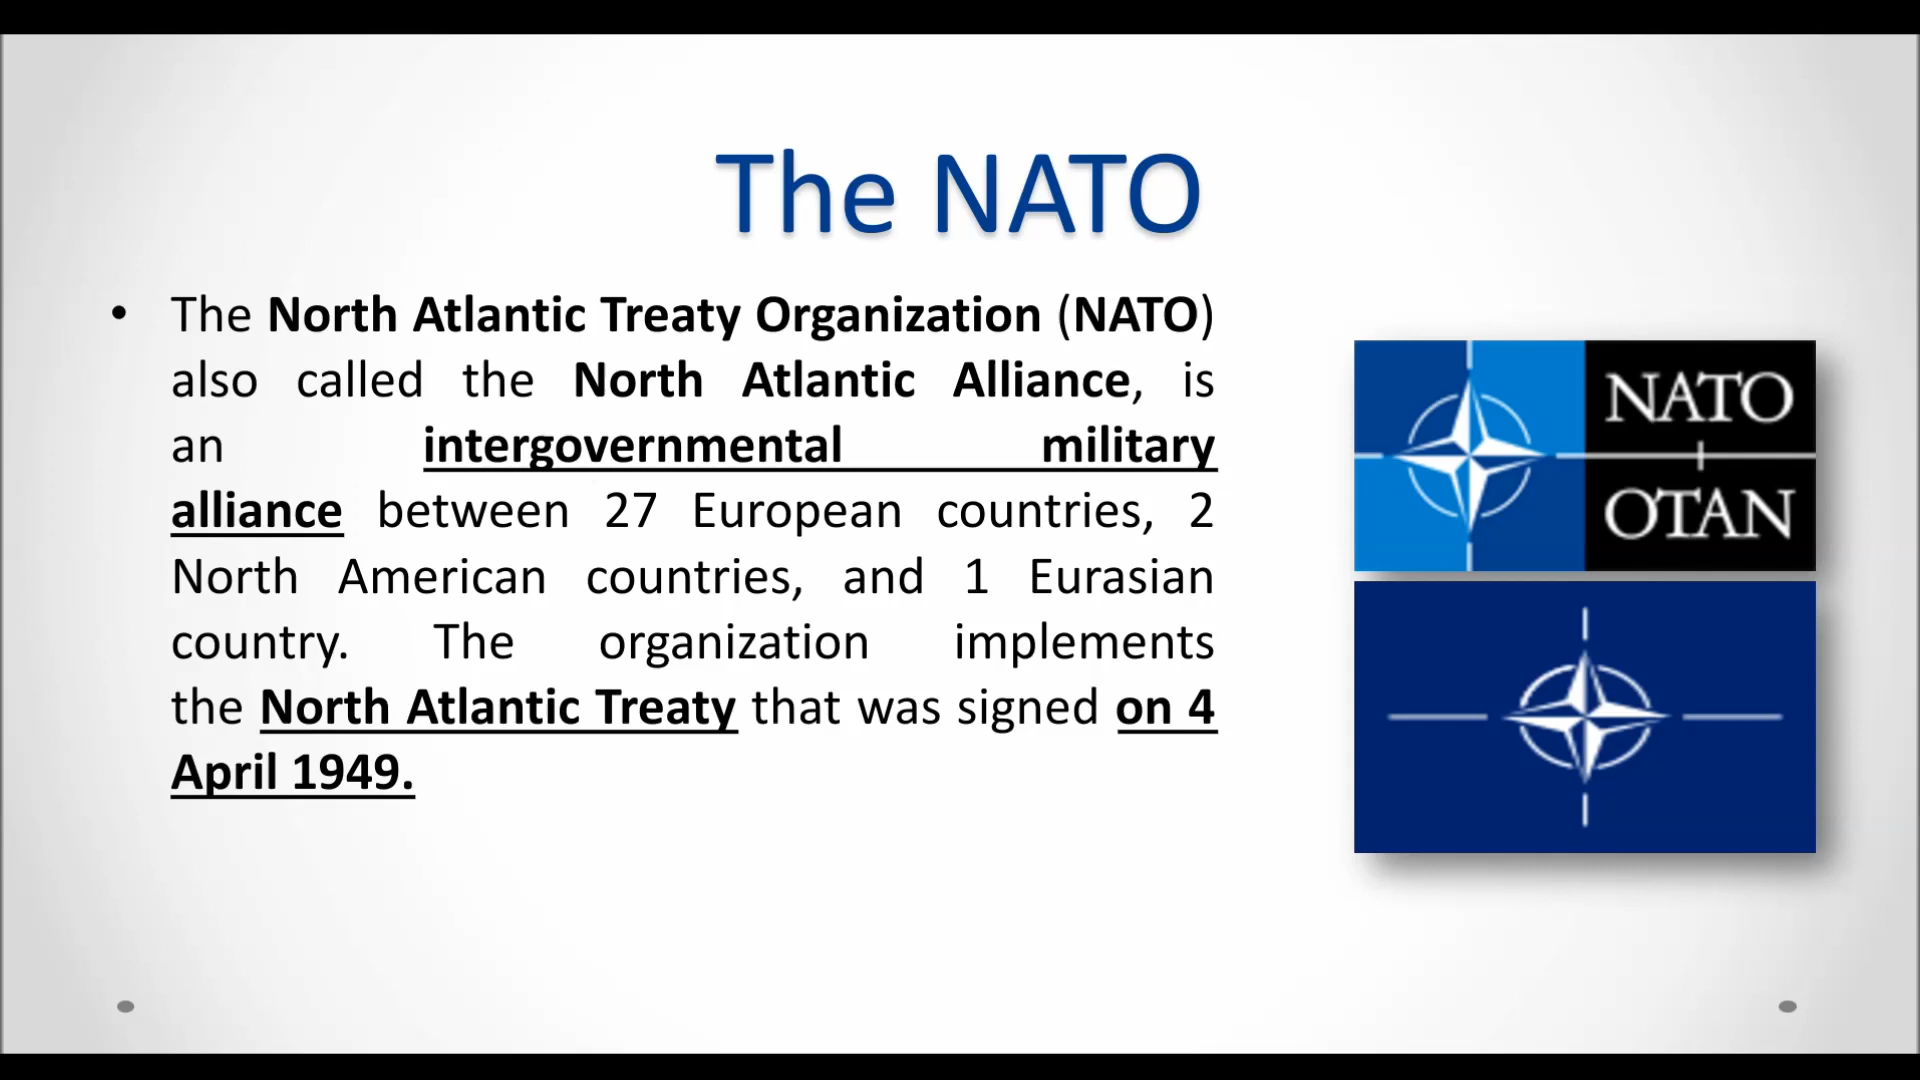 The NATO
• The North Atlantic Treaty Organization (NATO)
also called the North Atlantic Alliance, is
an intergovernmental military
alliance between 27 European countries, 2
North American countries, and 1 Eurasian
country. The organization implements
the North Atlantic Treaty that was signed on 4
April 1949.
NATO
OTAN